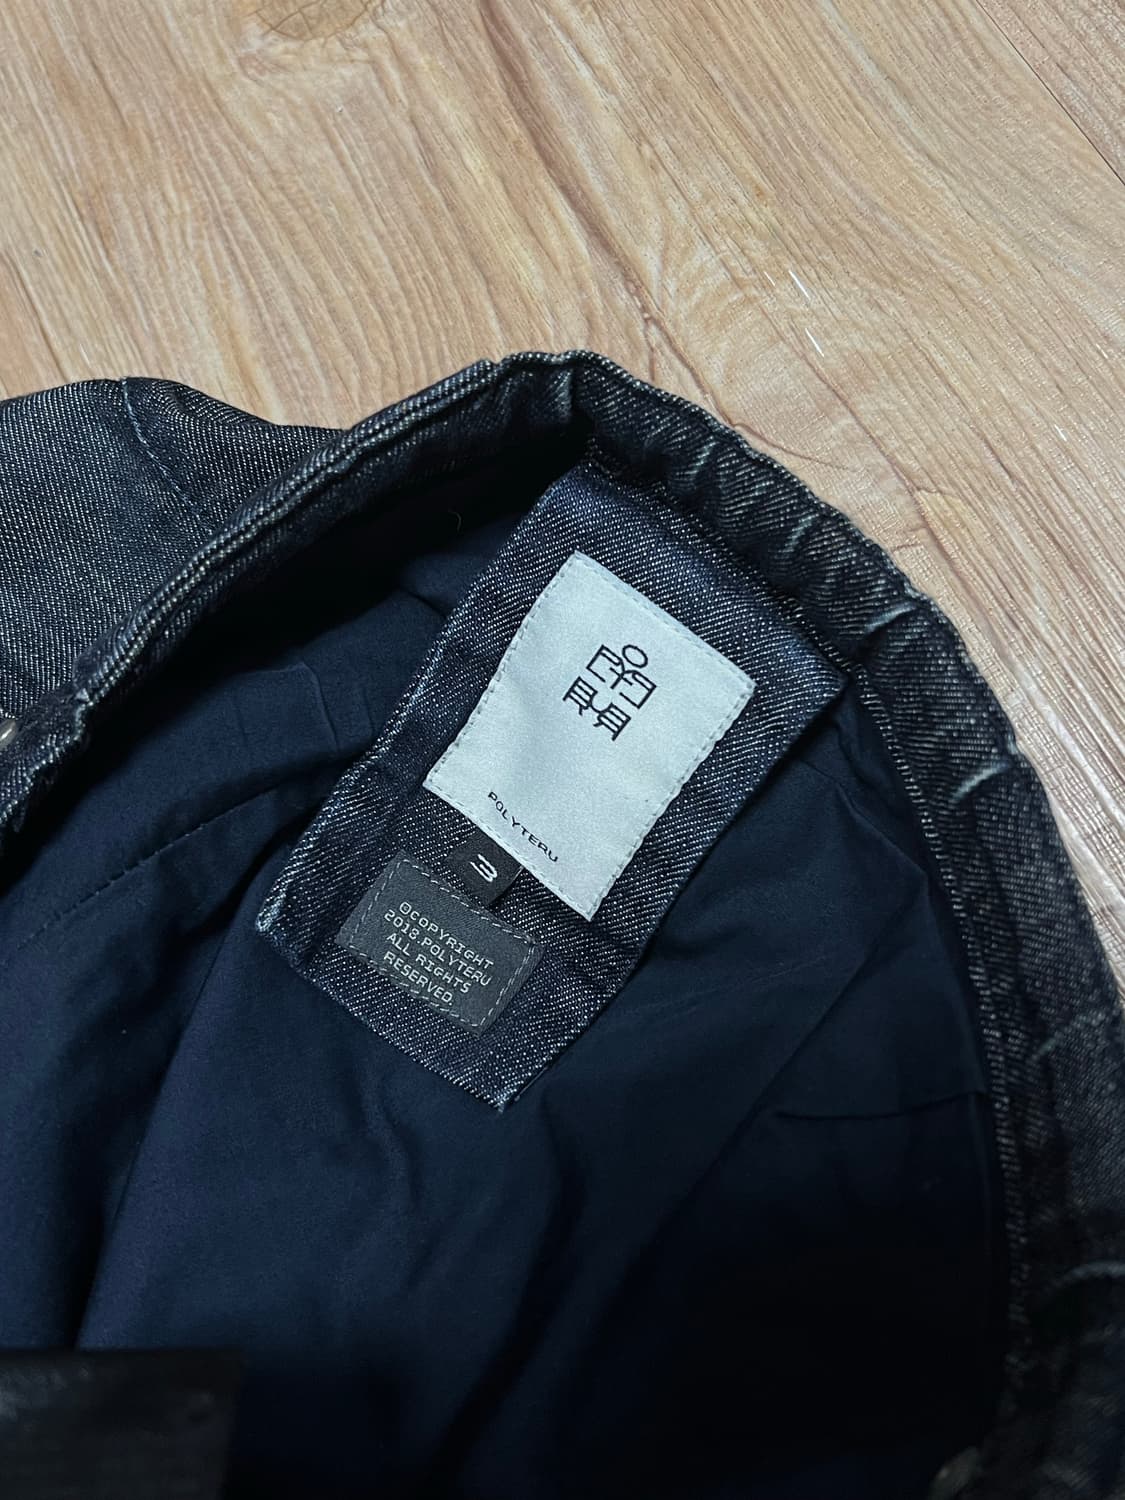 POLYTERU
3
©COPYRIGHT
2018.POLYTERU
ALL RIGHTS
RESERVED.